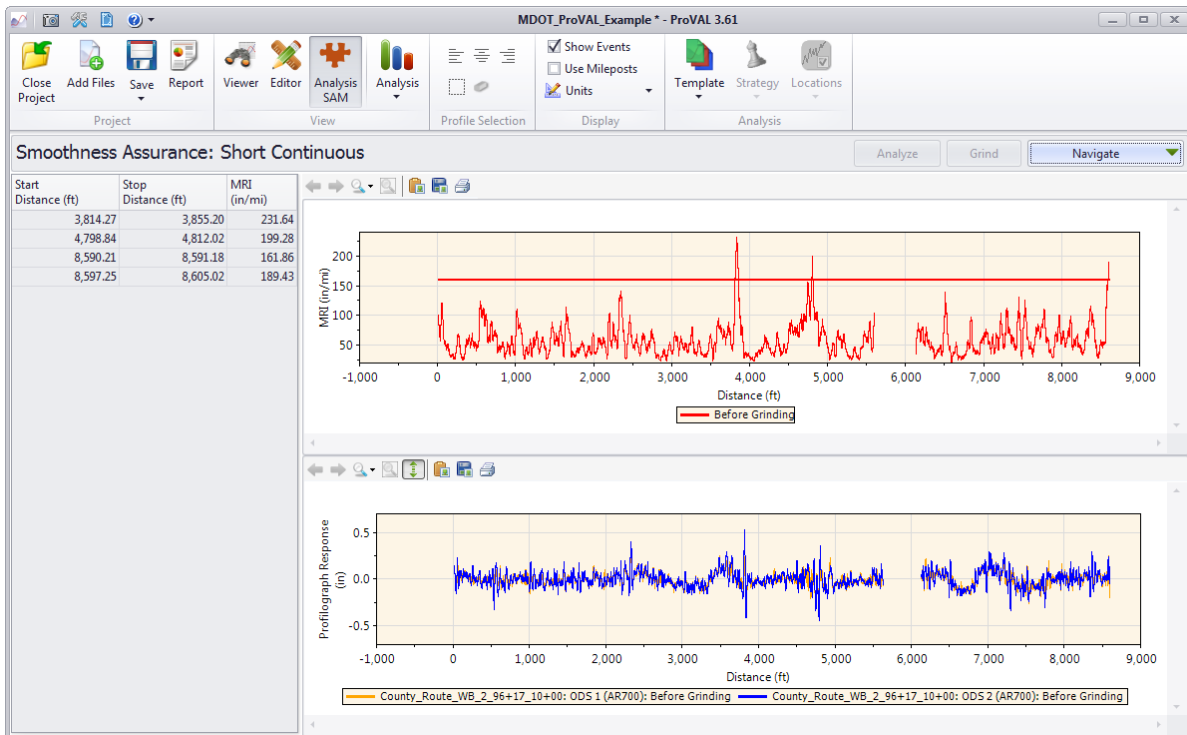 MDOT_ProVAL_Example * - ProVAL 3.61
Close Project
Add Files
Save
Report
Project
Viewer
Editor
Analysis SAM
Analysis
View
Profile Selection
Show Events
Use Mileposts
Units
Display
Template
Strategy
Locations
Analysis
Smoothness Assurance: Short Continuous
Analyze
Grind
Navigate
Start Distance (ft) Stop Distance (ft) MRI (in/mi)
3,814.27 3,855.20 231.64
4,798.84 4,812.02 199.28
8,590.21 8,591.18 161.86
8,597.25 8,605.02 189.43
MRI (in/mi)
200
150
100
50
-1,000 0 1,000 2,000 3,000 4,000 5,000 6,000 7,000 8,000 9,000
Distance (ft)
Before Grinding
Profilograph Response (in)
0.5
0.0
-0.5
-1,000 0 1,000 2,000 3,000 4,000 5,000 6,000 7,000 8,000 9,000
Distance (ft)
County_Route_WB_2_96+17_10+00: ODS 1 (AR700): Before Grinding County_Route_WB_2_96+17_10+00: ODS 2 (AR700): Before Grinding